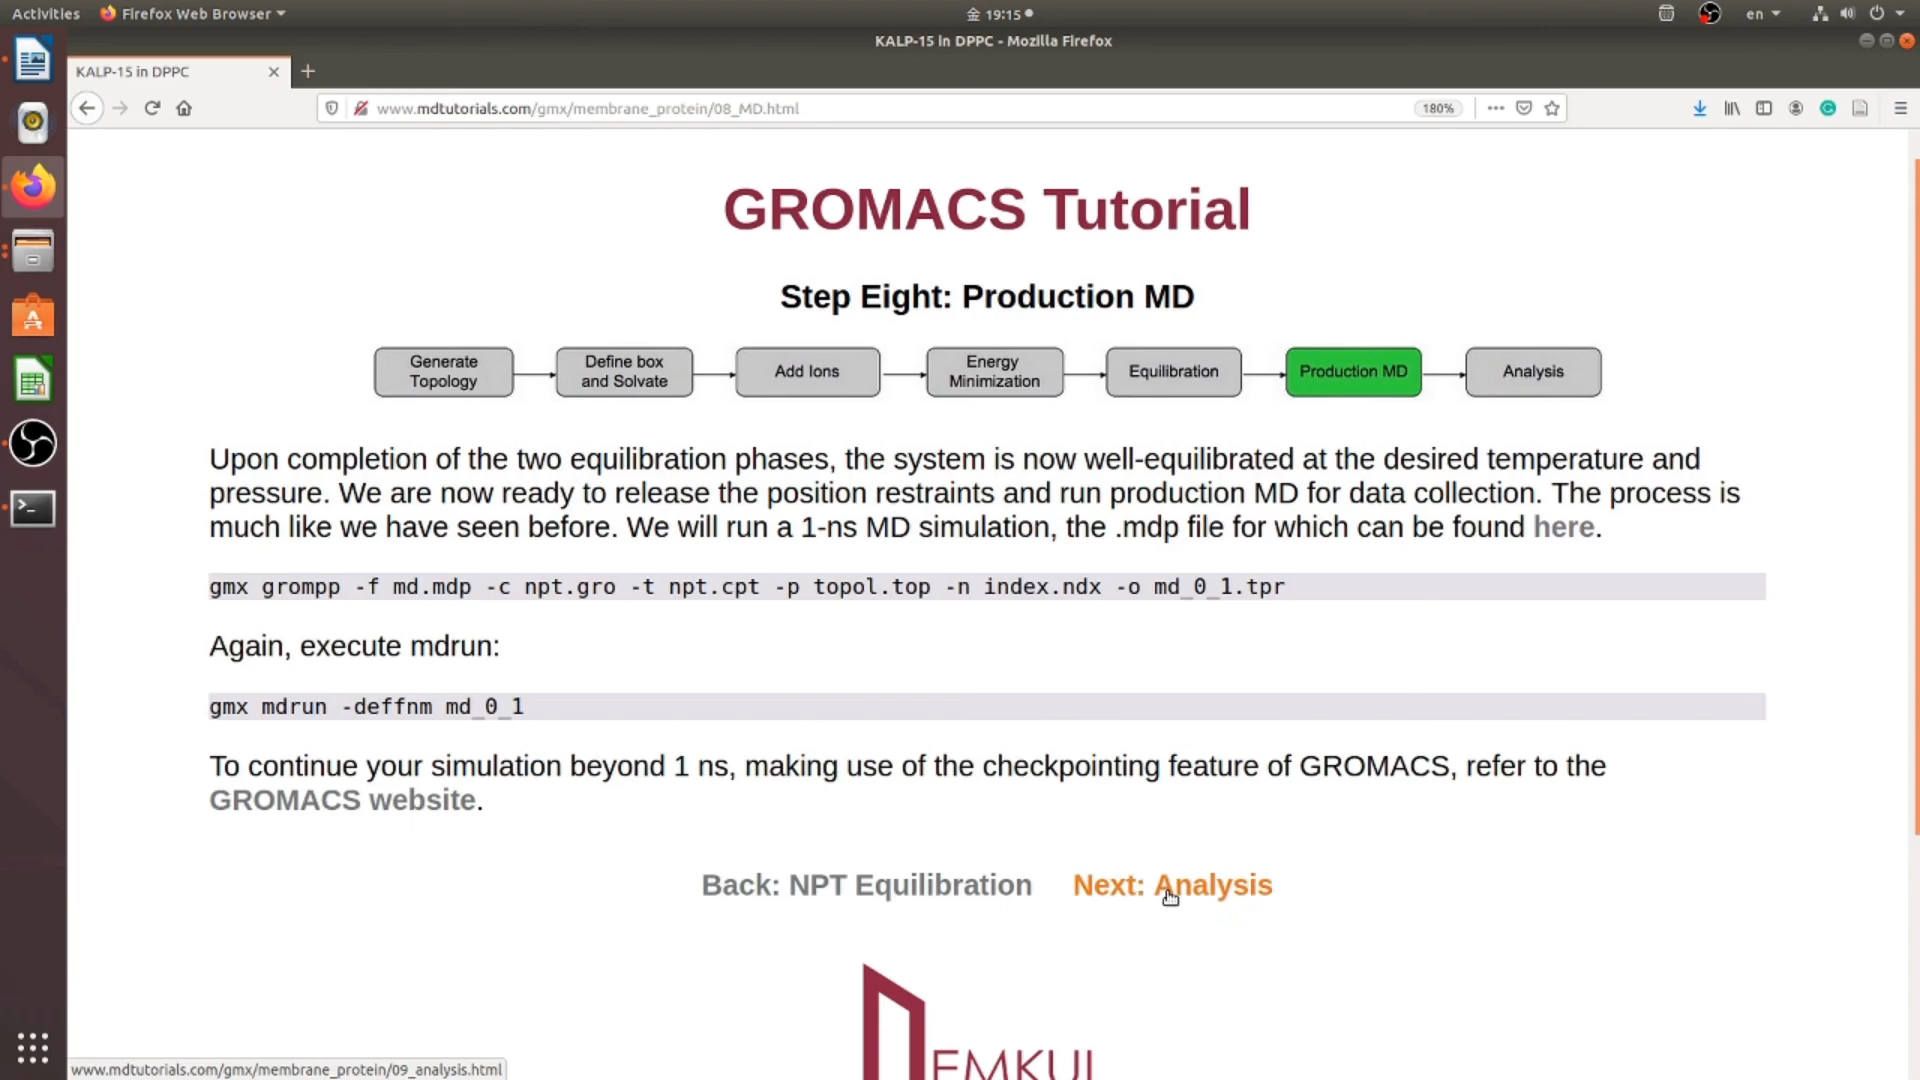 Activities Firefox Web Browser 金 19:15 en
KALP-15 in DPPC - Mozilla Firefox
KALP-15 in DPPC
www.mdtutorials.com/gmx/membrane_protein/08_MD.html 180%
GROMACS Tutorial
Step Eight: Production MD
Generate Topology
Define box and Solvate
Add Ions
Energy Minimization
Equilibration
Production MD
Analysis
Upon completion of the two equilibration phases, the system is now well-equilibrated at the desired temperature and
pressure. We are now ready to release the position restraints and run production MD for data collection. The process is
much like we have seen before. We will run a 1-ns MD simulation, the .mdp file for which can be found here.
gmx grompp -f md.mdp -c npt.gro -t npt.cpt -p topol.top -n index.ndx -o md_0_1.tpr
Again, execute mdrun:
gmx mdrun -deffnm md_0_1
To continue your simulation beyond 1 ns, making use of the checkpointing feature of GROMACS, refer to the
GROMACS website.
Back: NPT Equilibration Next: Analysis
www.mdtutorials.com/gmx/membrane_protein/09_analysis.html